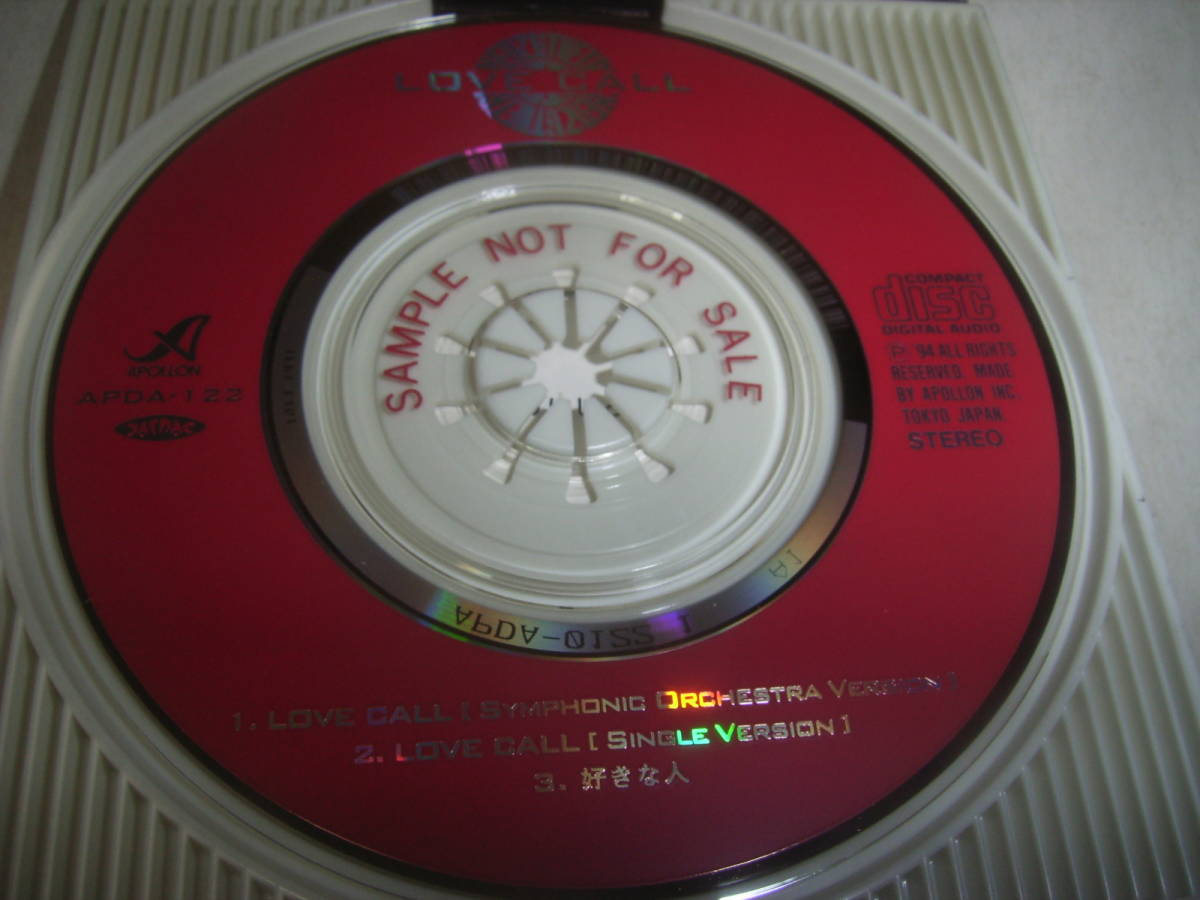 LOVE CALL
SAMPLE NOT FOR SALE
APOLLON
APDA-122
COMPACT
disc
DIGITAL AUDIO
℗ 94 ALL RIGHTS
RESERVED. MADE
BY APOLLON INC.
TOKYO JAPAN.
STEREO
APDA-0122 1
1. LOVE CALL [ SYMPHONIC ORCHESTRA VERSION ]
2. LOVE CALL [ SINGLE VERSION ]
3. 好きな人